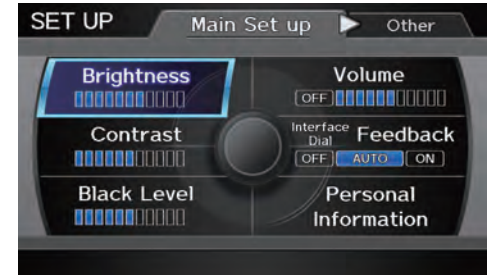 SET UP
Main Set up
Other
Brightness
Volume
OFF
Contrast
Interface Dial Feedback
OFF AUTO ON
Black Level
Personal
Information